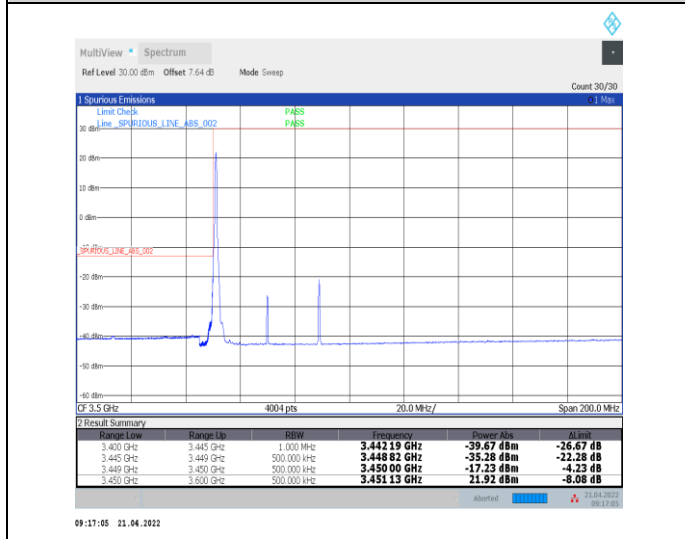 MultiView Spectrum
Ref Level 30.00 dBm Offset 7.64 dB Mode Sweep
Count 30/30
1 Spurious Emissions 1 Max
Limit Check PASS
Line _SPURIOUS_LINE_ABS_002 PASS
30 dBm
20 dBm
10 dBm
0 dBm
_SPURIOUS_LINE_ABS_002
-20 dBm
-30 dBm
-40 dBm
-50 dBm
-60 dBm
CF 3.5 GHz 4004 pts 20.0 MHz/ Span 200.0 MHz
2 Result Summary
Range Low Range Up RBW Frequency Power Abs ΔLimit
3.400 GHz 3.445 GHz 1.000 MHz 3.442 19 GHz -39.67 dBm -26.67 dB
3.445 GHz 3.449 GHz 500.000 kHz 3.448 82 GHz -35.28 dBm -22.28 dB
3.449 GHz 3.450 GHz 500.000 kHz 3.450 00 GHz -17.23 dBm -4.23 dB
3.450 GHz 3.600 GHz 500.000 kHz 3.451 13 GHz 21.92 dBm -8.08 dB
Aborted 21.04.2022
09:17:05
09:17:05 21.04.2022